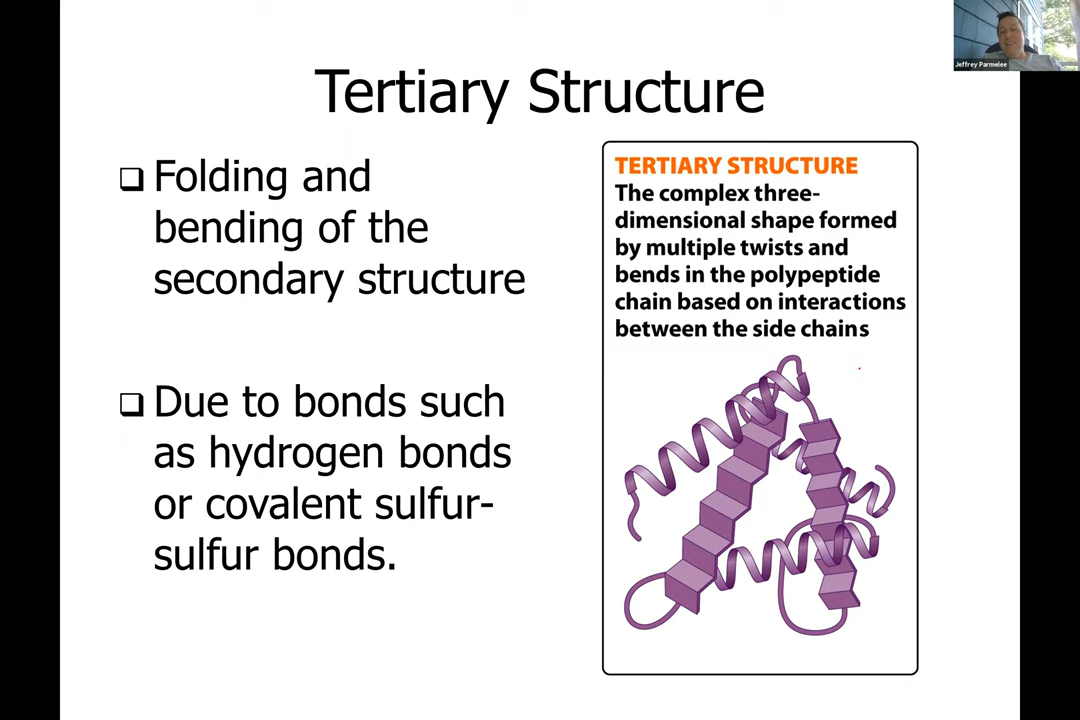 Jeffrey Parmelee
Tertiary Structure
Folding and
bending of the
secondary structure
Due to bonds such
as hydrogen bonds
or covalent sulfur-
sulfur bonds.
TERTIARY STRUCTURE
The complex three-
dimensional shape formed
by multiple twists and
bends in the polypeptide
chain based on interactions
between the side chains